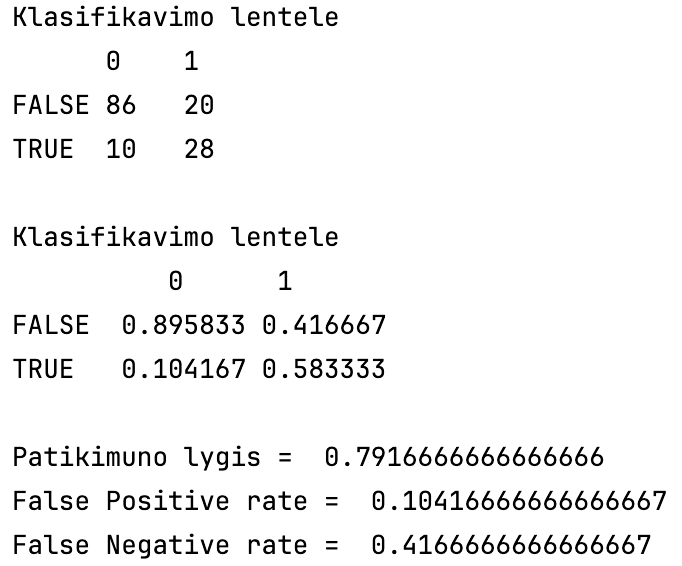 Klasifikavimo lentele
0 1
FALSE 86 20
TRUE 10 28
Klasifikavimo lentele
0 1
FALSE 0.895833 0.416667
TRUE 0.104167 0.583333
Patikimuno lygis = 0.7916666666666666
False Positive rate = 0.10416666666666667
False Negative rate = 0.4166666666666667